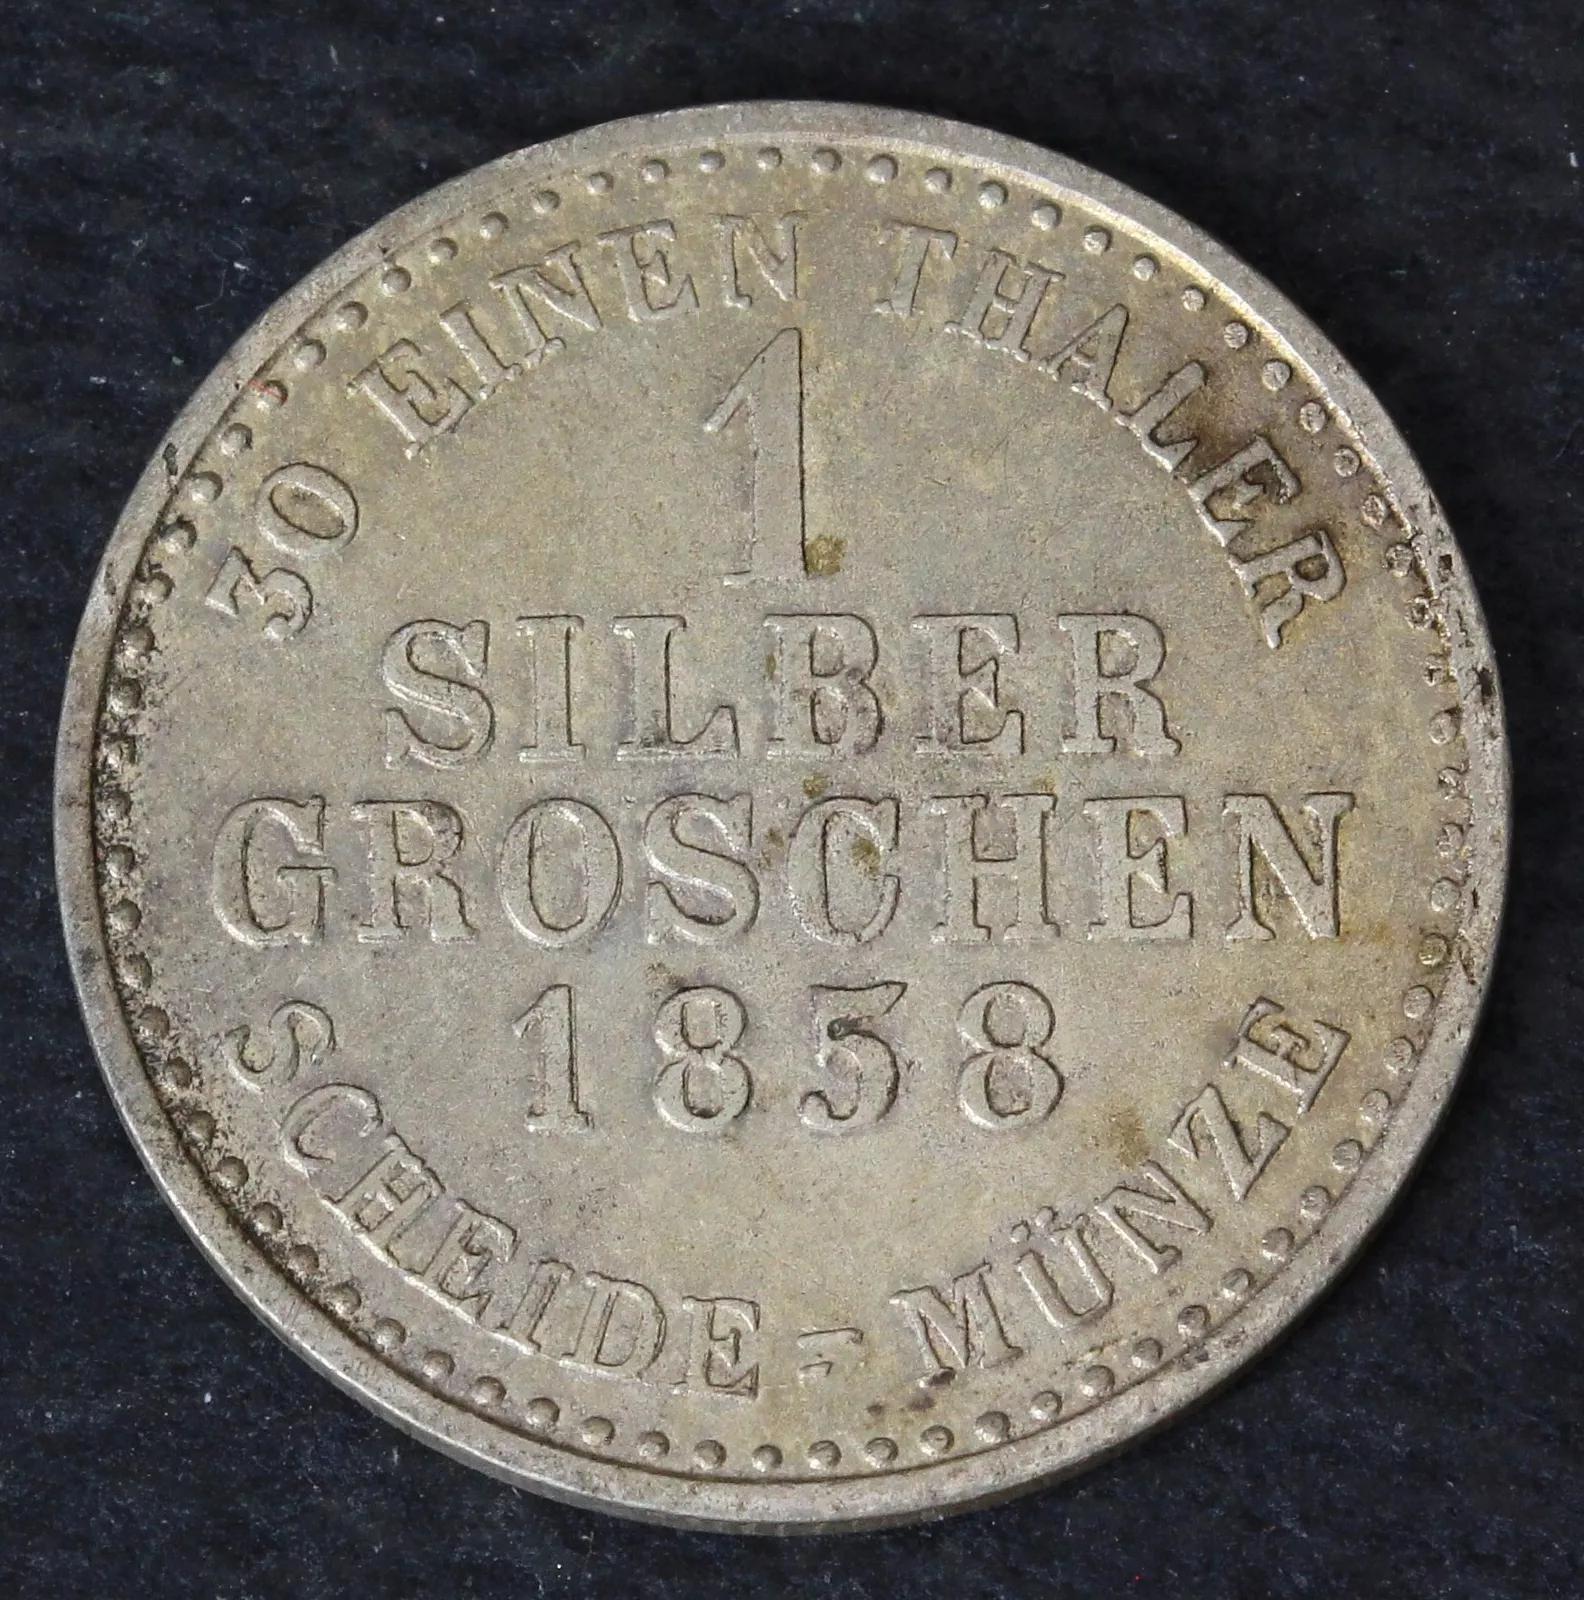 30 EINEN THALER
1
SILBER
GROSCHEN
1858
SCHEIDE-MÜNZE